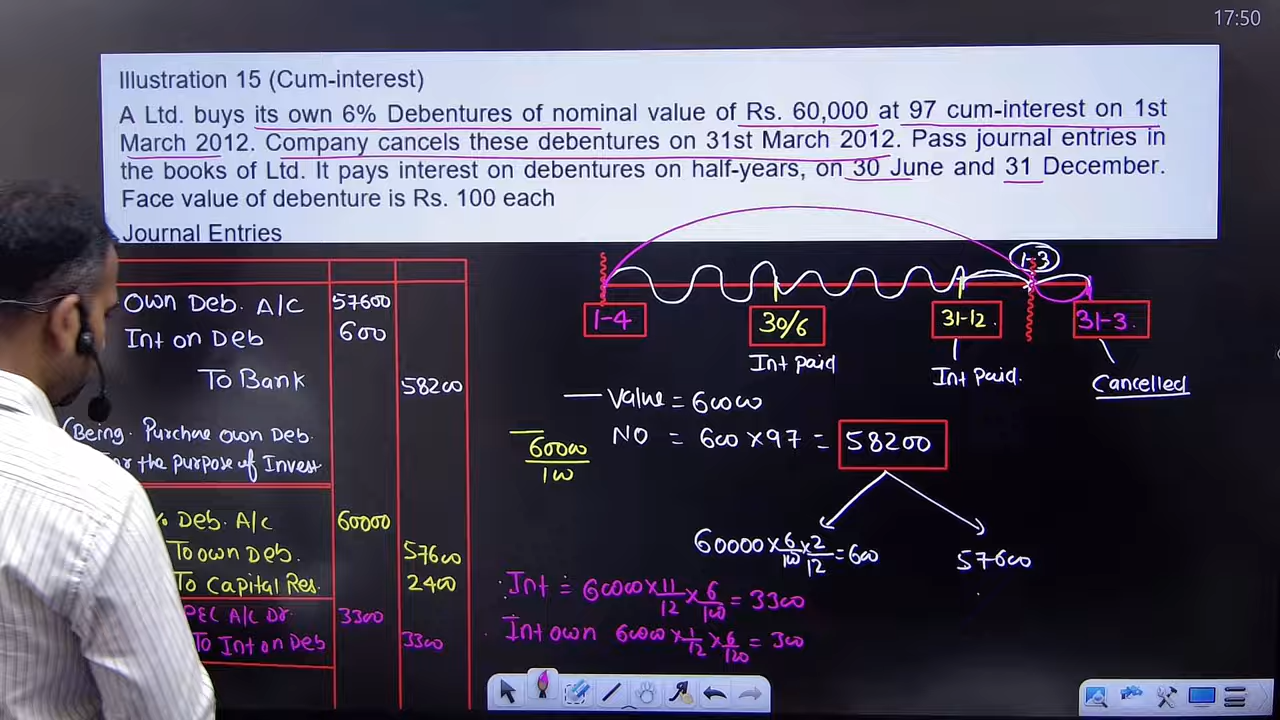 17:50
Illustration 15 (Cum-interest)
A Ltd. buys its own 6% Debentures of nominal value of Rs. 60,000 at 97 cum-interest on 1st
March 2012. Company cancels these debentures on 31st March 2012. Pass journal entries in
the books of Ltd. It pays interest on debentures on half-years, on 30 June and 31 December.
Face value of debenture is Rs. 100 each
Journal Entries
Own Deb. A/C 57600
Int on Deb 600
To Bank 58200
(Being. Purchase own Deb.
the purpose of Invest
Deb. A/C 60000
To own Deb. 57600
To Capital Res. 2400
A/C Dr. 3300
To Int on Deb 3300
1-3
1-4
30/6
31-12.
31-3.
Int paid
Int paid.
Cancelled
Value = 60000
60000
100
NO = 600 × 97 = 58200
60000 × 6/100 × 2/12 = 600
57600
Int = 60000 × 11/12 × 6/100 = 3300
Int own 60000 × 1/12 × 6/100 = 300